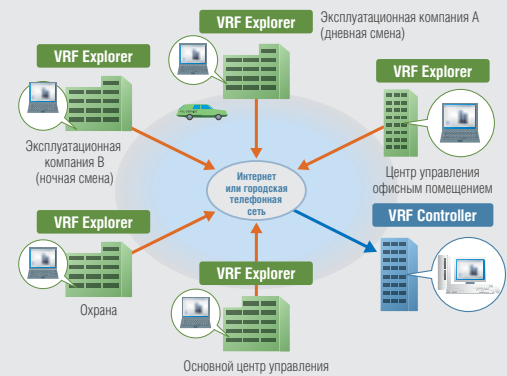 VRF Explorer
Эксплуатационная компания А
(дневная смена)
VRF Explorer
Эксплуатационная
компания В
(ночная смена)
VRF Explorer
Центр управления
офисным помещением
Интернет
или городская
телефонная
сеть
VRF Explorer
Охрана
VRF Controller
VRF Explorer
Основной центр управления